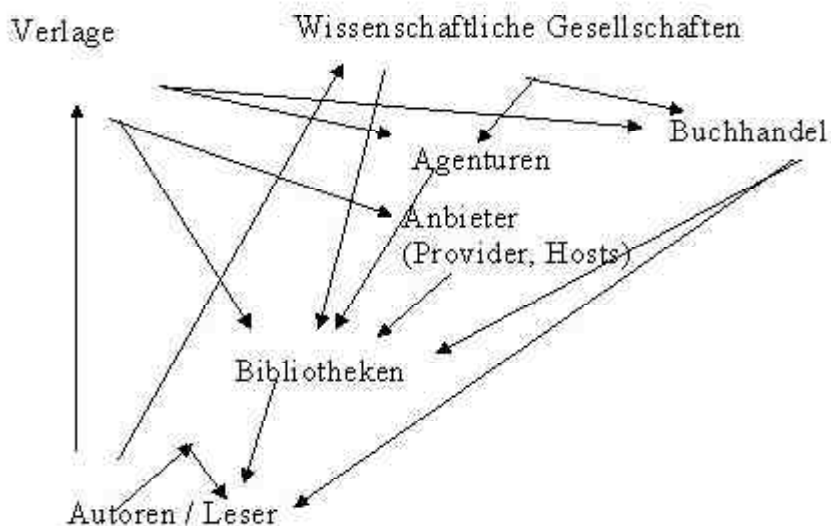 Verlage
Wissenschaftliche Gesellschaften
Buchhandel
Agenturen
Anbieter
(Provider, Hosts)
Bibliotheken
Autoren / Leser